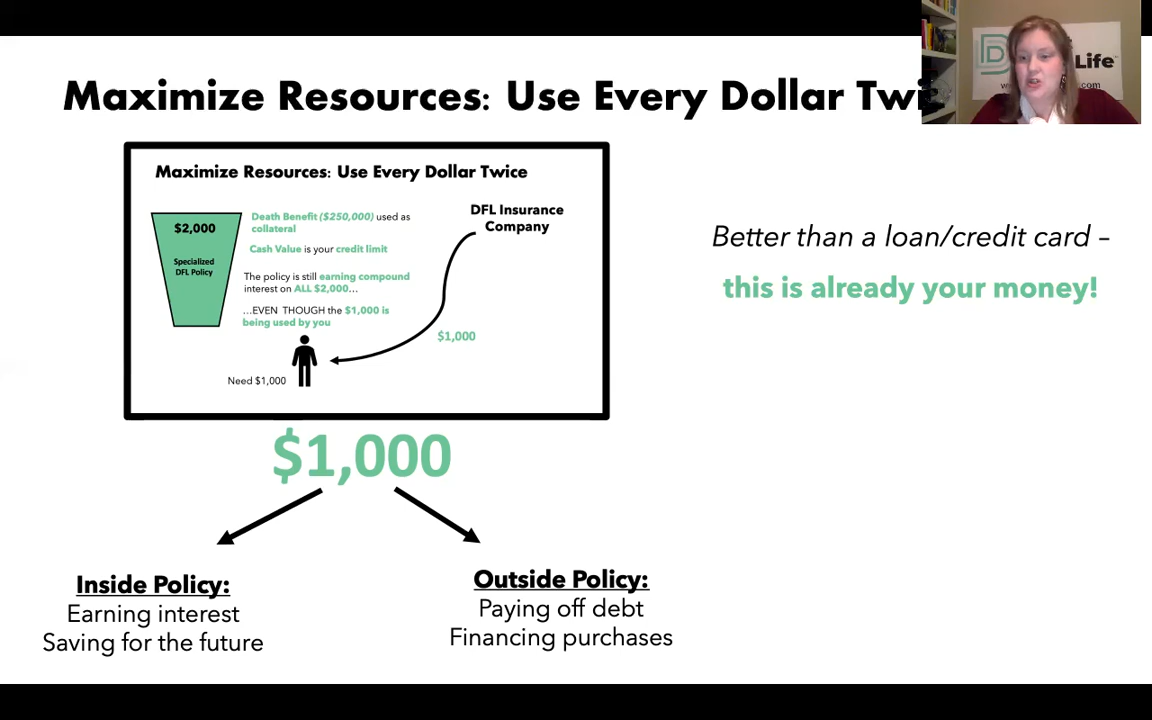 Maximize Resources: Use Every Dollar Twi
Life™
.com
Maximize Resources: Use Every Dollar Twice
$2,000
Specialized
DFL Policy
Death Benefit ($250,000) used as
collateral
Cash Value is your credit limit
The policy is still earning compound
interest on ALL $2,000…
…EVEN THOUGH the $1,000 is
being used by you
DFL Insurance
Company
$1,000
Need $1,000
Better than a loan/credit card –
this is already your money!
$1,000
Inside Policy:
Earning interest
Saving for the future
Outside Policy:
Paying off debt
Financing purchases